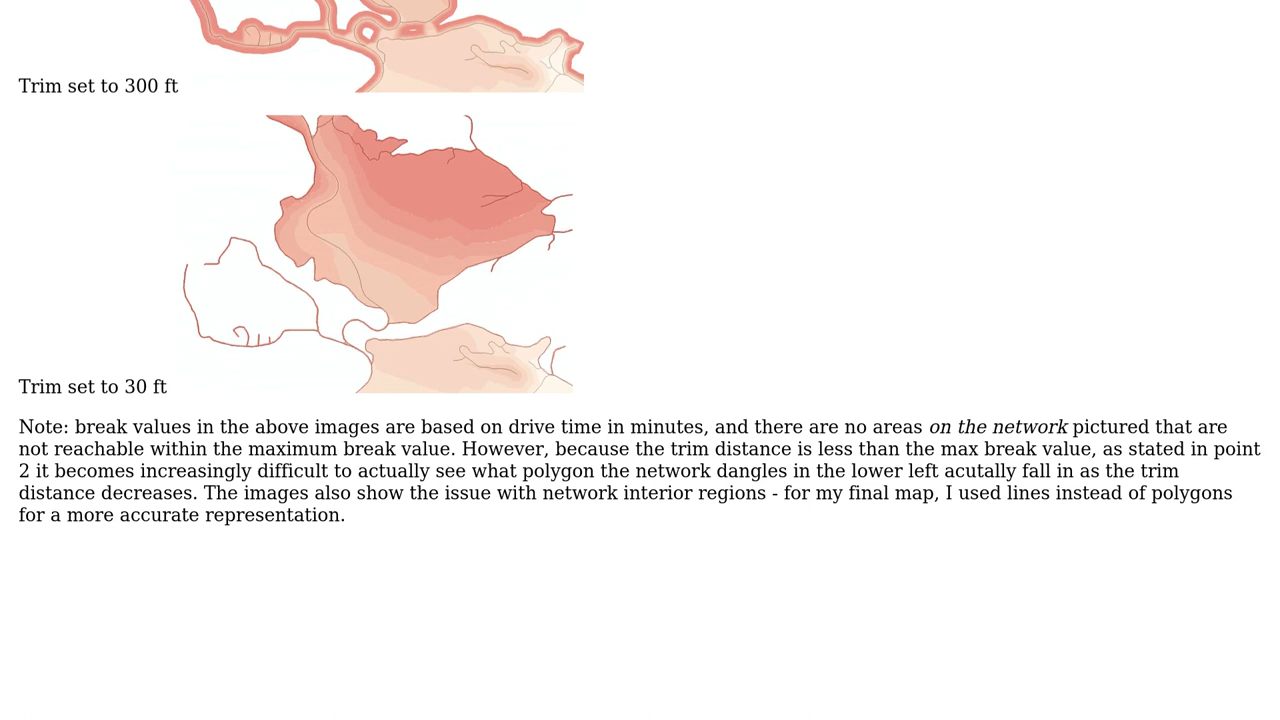 Trim set to 300 ft
Trim set to 30 ft
Note: break values in the above images are based on drive time in minutes, and there are no areas on the network pictured that are
not reachable within the maximum break value. However, because the trim distance is less than the max break value, as stated in point
2 it becomes increasingly difficult to actually see what polygon the network dangles in the lower left acutally fall in as the trim
distance decreases. The images also show the issue with network interior regions - for my final map, I used lines instead of polygons
for a more accurate representation.